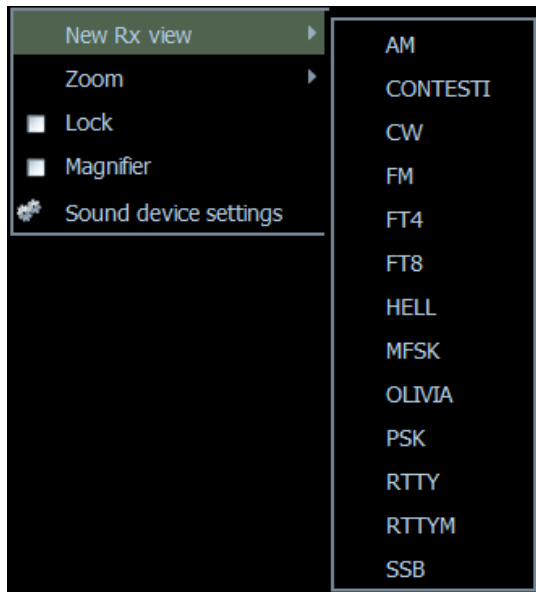 New Rx view
Zoom
Lock
Magnifier
Sound device settings
AM
CONTESTI
CW
FM
FT4
FT8
HELL
MFSK
OLIVIA
PSK
RTTY
RTTYM
SSB